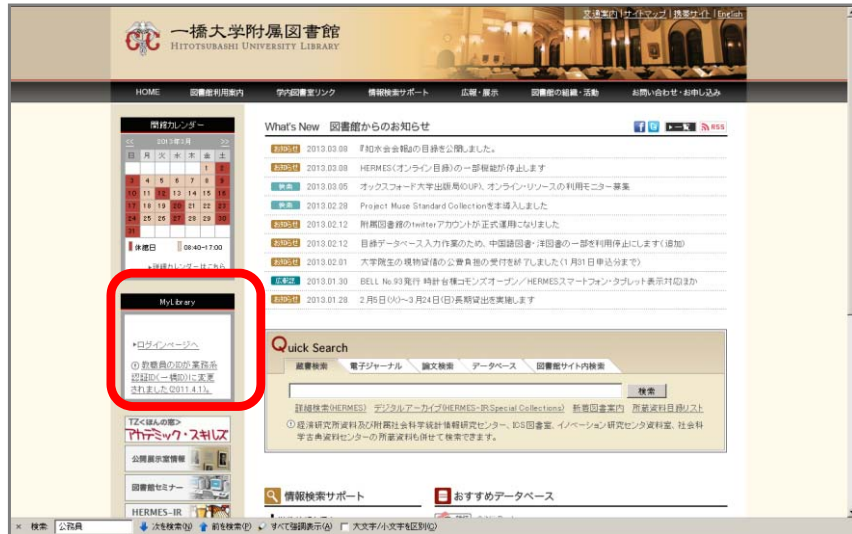 交通案内 | サイトマップ | 携帯サイト | English
一橋大学附属図書館
HITOTSUBASHI UNIVERSITY LIBRARY
HOME 図書館利用案内 学内図書室リンク 情報検索サポート 広報・展示 図書館の組織・活動 お問い合わせ・お申し込み
開館カレンダー
<< 2013年3月 >>
日 月 火 水 木 金 土
1 2
3 4 5 6 7 8 9
10 11 12 13 14 15 16
17 18 19 20 21 22 23
24 25 26 27 28 29 30
31
休館日 08:40-17:00
詳細カレンダーはこちら
MyLibrary
ログインページへ
教職員のIDが業務系
認証ID(一橋ID)に変更
されました(2011.4.1)。
TZ<ほんの窓>
アカデミック・スキルズ
公開展示室情報
図書館セミナー
HERMES-IR
What's New 図書館からのお知らせ
一覧 RSS
お知らせ 2013.03.08 『如水会会報』の目録を公開しました。
お知らせ 2013.03.08 HERMES(オンライン目録)の一部機能が停止します
検索 2013.03.05 オックスフォード大学出版局(OUP)、オンライン・リソースの利用モニター募集
検索 2013.02.28 Project Muse Standard Collectionを本導入しました
お知らせ 2013.02.12 附属図書館のtwitterアカウントが正式運用になりました
お知らせ 2013.02.12 目録データベース入力作業のため、中国語図書・洋図書の一部を利用停止にします(追加)
お知らせ 2013.02.01 大学院生の現物貸借の公費負担の受付を終了しました(1月31日申込分まで)
広報誌 2013.01.30 BELL No.93発行 時計台棟コモンズオープン/HERMESスマートフォン・タブレット表示対応ほか
お知らせ 2013.01.28 2月5日(火)~3月24日(日)長期貸出を実施します
Quick Search
蔵書検索 電子ジャーナル 論文検索 データベース 図書館サイト内検索
検索
詳細検索(HERMES) デジタルアーカイブ(HERMES-IR Special Collections) 新着図書案内 所蔵資料目録リスト
経済研究所資料及び附属社会科学統計情報研究センター、ICS図書室、イノベーション研究センタ資料室、社会科
学古典資料センターの所蔵資料も併せて検索できます。
情報検索サポート
おすすめデータベース
× 検索: 公務員 次を検索(N) 前を検索(P) すべて強調表示(A) 大文字/小文字を区別(C)